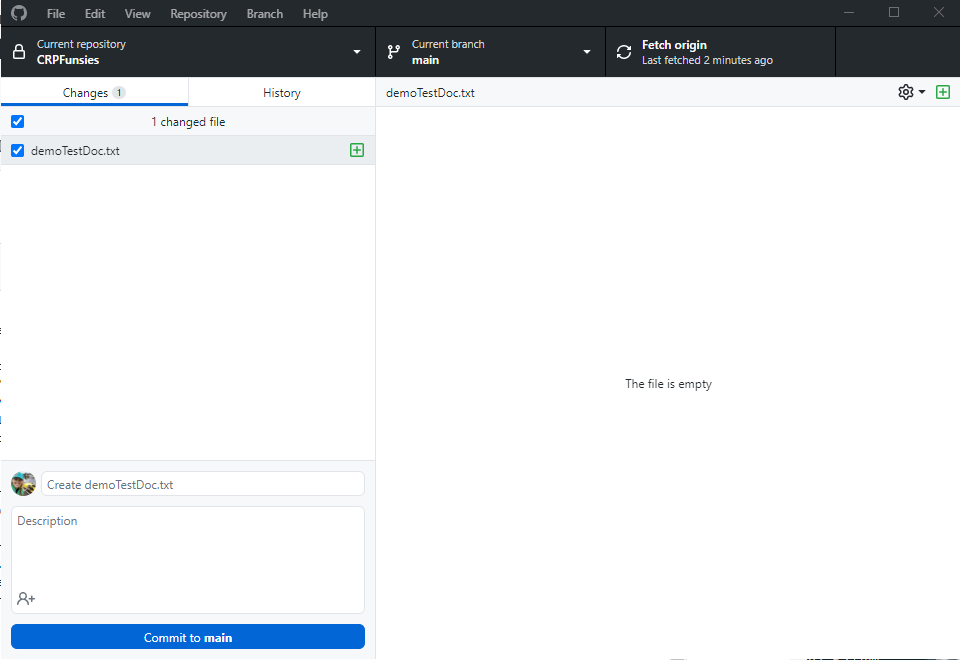 File Edit View Repository Branch Help
Current repository
CRPFunsies
Current branch
main
Fetch origin
Last fetched 2 minutes ago
Changes 1
History
demoTestDoc.txt
1 changed file
demoTestDoc.txt
The file is empty
Create demoTestDoc.txt
Description
Commit to main